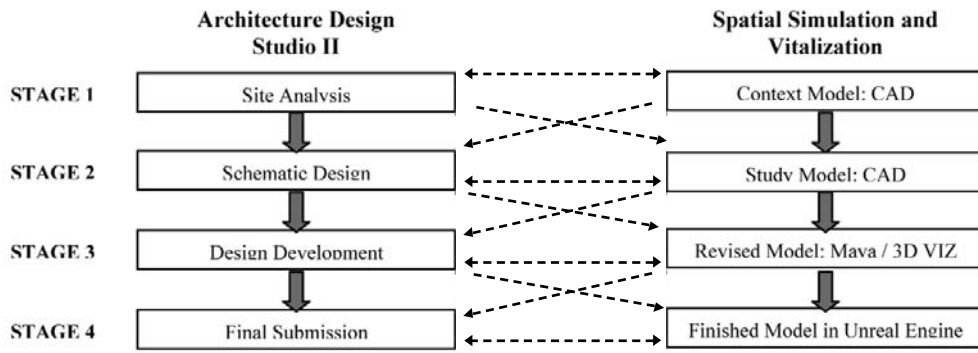 Architecture Design
Studio II
Spatial Simulation and
Vitalization
STAGE 1
Site Analysis
Context Model: CAD
STAGE 2
Schematic Design
Study Model: CAD
STAGE 3
Design Development
Revised Model: Maya / 3D VIZ
STAGE 4
Final Submission
Finished Model in Unreal Engine